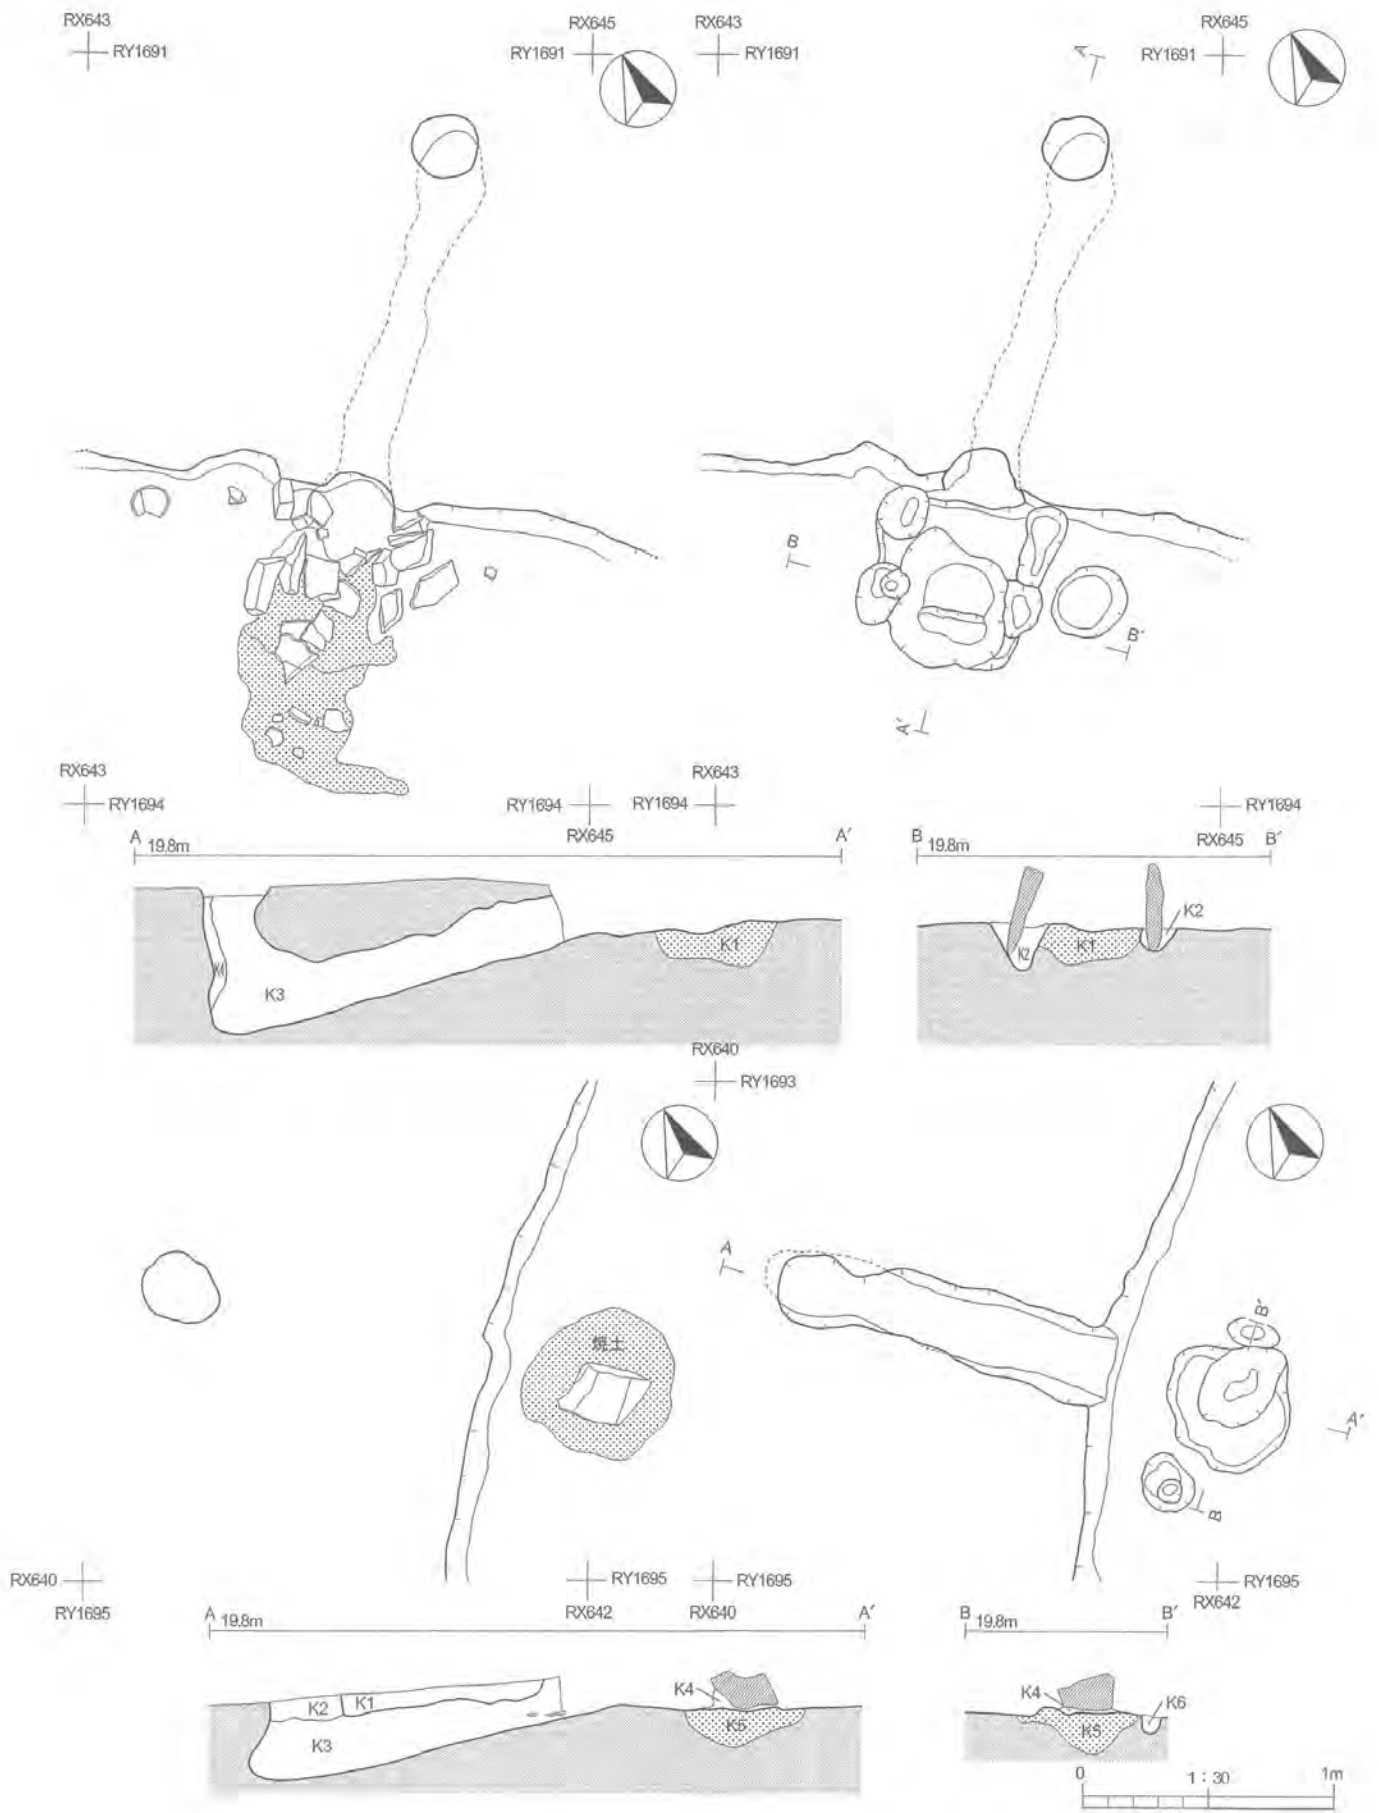 RX643 RX645 RX643 RX645
RY1691 RY1691 RY1691 RY1691
A
B
B′
A′
RX643 RX643
RY1694 RY1694 RY1694 RY1694
RX645 RX645
A 19.8m A′ B 19.8m B′
K2
K1 K2 K1
K4
K3
RX640
RY1693
A
B′
焼土
A′
B
RX640 RY1695 RY1695 RY1695
RY1695 RX642 RX640 RX642
A 19.8m A′ B 19.8m B′
K4 K4
K2 K1 K6
K5 K5
K3
0 1:30 1m